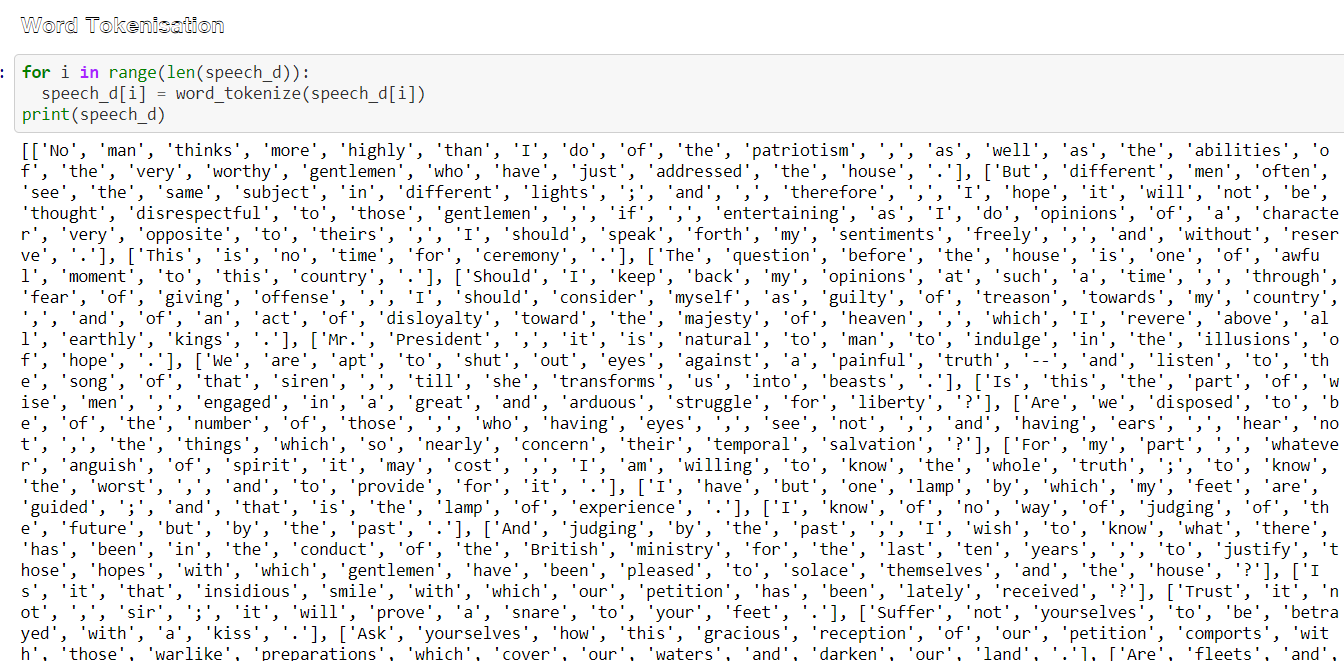 Word Tokenisation
: for i in range(len(speech_d)):
speech_d[i] = word_tokenize(speech_d[i])
print(speech_d)
[['No', 'man', 'thinks', 'more', 'highly', 'than', 'I', 'do', 'of', 'the', 'patriotism', ',', 'as', 'well', 'as', 'the', 'abilities', 'o
f', 'the', 'very', 'worthy', 'gentlemen', 'who', 'have', 'just', 'addressed', 'the', 'house', '.'], ['But', 'different', 'men', 'often',
'see', 'the', 'same', 'subject', 'in', 'different', 'lights', ';', 'and', ',', 'therefore', ',', 'I', 'hope', 'it', 'will', 'not', 'be',
'thought', 'disrespectful', 'to', 'those', 'gentlemen', ',', 'if', ',', 'entertaining', 'as', 'I', 'do', 'opinions', 'of', 'a', 'characte
r', 'very', 'opposite', 'to', 'theirs', ',', 'I', 'should', 'speak', 'forth', 'my', 'sentiments', 'freely', ',', 'and', 'without', 'reser
ve', '.'], ['This', 'is', 'no', 'time', 'for', 'ceremony', '.'], ['The', 'question', 'before', 'the', 'house', 'is', 'one', 'of', 'awfu
l', 'moment', 'to', 'this', 'country', '.'], ['Should', 'I', 'keep', 'back', 'my', 'opinions', 'at', 'such', 'a', 'time', ',', 'through',
'fear', 'of', 'giving', 'offense', ',', 'I', 'should', 'consider', 'myself', 'as', 'guilty', 'of', 'treason', 'towards', 'my', 'country',
',', 'and', 'of', 'an', 'act', 'of', 'disloyalty', 'toward', 'the', 'majesty', 'of', 'heaven', ',', 'which', 'I', 'revere', 'above', 'al
l', 'earthly', 'kings', '.'], ['Mr.', 'President', ',', 'it', 'is', 'natural', 'to', 'man', 'to', 'indulge', 'in', 'the', 'illusions', 'o
f', 'hope', '.'], ['We', 'are', 'apt', 'to', 'shut', 'out', 'eyes', 'against', 'a', 'painful', 'truth', '--', 'and', 'listen', 'to', 'th
e', 'song', 'of', 'that', 'siren', ',', 'till', 'she', 'transforms', 'us', 'into', 'beasts', '.'], ['Is', 'this', 'the', 'part', 'of', 'w
ise', 'men', ',', 'engaged', 'in', 'a', 'great', 'and', 'arduous', 'struggle', 'for', 'liberty', '?'], ['Are', 'we', 'disposed', 'to', 'b
e', 'of', 'the', 'number', 'of', 'those', ',', 'who', 'having', 'eyes', ',', 'see', 'not', ',', 'and', 'having', 'ears', ',', 'hear', 'no
t', ',', 'the', 'things', 'which', 'so', 'nearly', 'concern', 'their', 'temporal', 'salvation', '?'], ['For', 'my', 'part', ',', 'whateve
r', 'anguish', 'of', 'spirit', 'it', 'may', 'cost', ',', 'I', 'am', 'willing', 'to', 'know', 'the', 'whole', 'truth', ';', 'to', 'know',
'the', 'worst', ',', 'and', 'to', 'provide', 'for', 'it', '.'], ['I', 'have', 'but', 'one', 'lamp', 'by', 'which', 'my', 'feet', 'are',
'guided', ';', 'and', 'that', 'is', 'the', 'lamp', 'of', 'experience', '.'], ['I', 'know', 'of', 'no', 'way', 'of', 'judging', 'of', 'th
e', 'future', 'but', 'by', 'the', 'past', '.'], ['And', 'judging', 'by', 'the', 'past', ',', 'I', 'wish', 'to', 'know', 'what', 'there',
'has', 'been', 'in', 'the', 'conduct', 'of', 'the', 'British', 'ministry', 'for', 'the', 'last', 'ten', 'years', ',', 'to', 'justify', 't
hose', 'hopes', 'with', 'which', 'gentlemen', 'have', 'been', 'pleased', 'to', 'solace', 'themselves', 'and', 'the', 'house', '?'], ['I
s', 'it', 'that', 'insidious', 'smile', 'with', 'which', 'our', 'petition', 'has', 'been', 'lately', 'received', '?'], ['Trust', 'it', 'n
ot', ',', 'sir', ';', 'it', 'will', 'prove', 'a', 'snare', 'to', 'your', 'feet', '.'], ['Suffer', 'not', 'yourselves', 'to', 'be', 'betra
yed', 'with', 'a', 'kiss', '.'], ['Ask', 'yourselves', 'how', 'this', 'gracious', 'reception', 'of', 'our', 'petition', 'comports', 'wit
h', 'those', 'warlike', 'preparations', 'which', 'cover', 'our', 'waters', 'and', 'darken', 'our', 'land', '.'], ['Are', 'fleets', 'and',